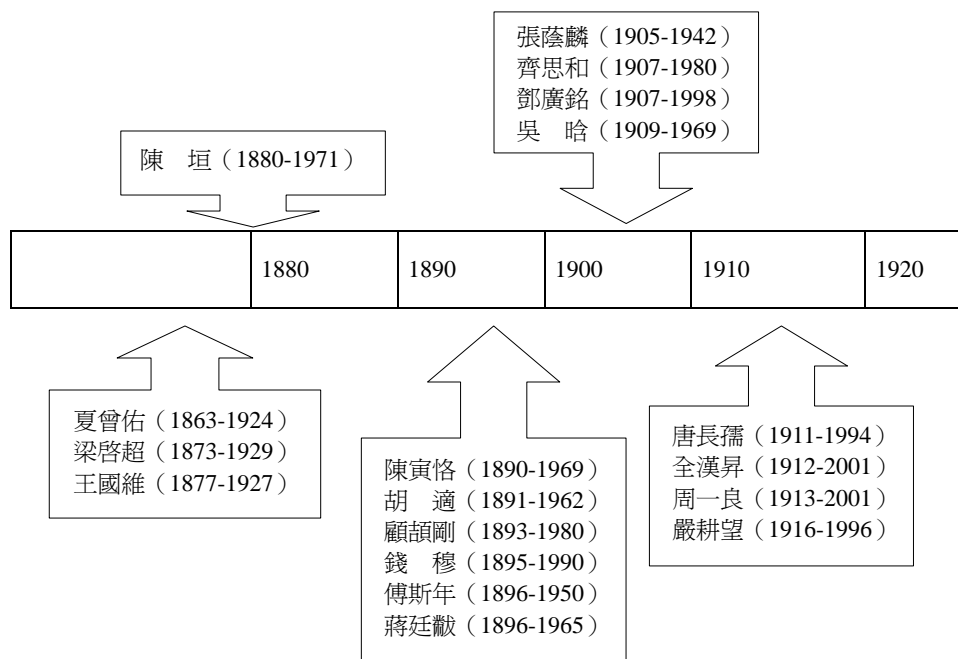 張蔭麟（1905-1942）
齊思和（1907-1980）
鄧廣銘（1907-1998）
吳　晗（1909-1969）
陳　垣（1880-1971）
1880 1890 1900 1910 1920
夏曾佑（1863-1924）
梁啓超（1873-1929）
王國維（1877-1927）
陳寅恪（1890-1969）
胡　適（1891-1962）
顧頡剛（1893-1980）
錢　穆（1895-1990）
傅斯年（1896-1950）
蔣廷黻（1896-1965）
唐長孺（1911-1994）
全漢昇（1912-2001）
周一良（1913-2001）
嚴耕望（1916-1996）